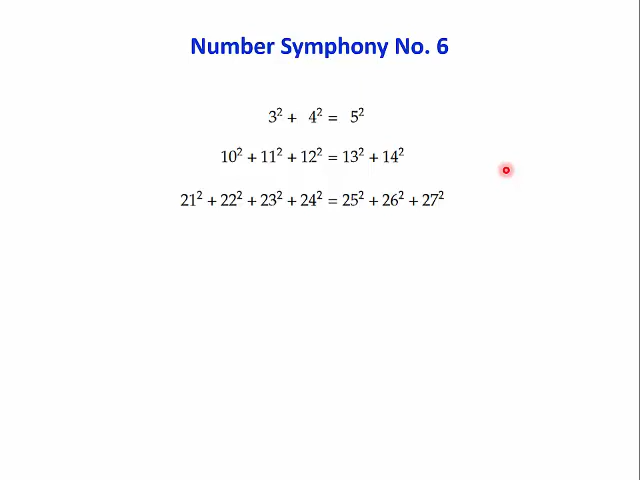 Number Symphony No. 6
3² + 4² = 5²
10² + 11² + 12² = 13² + 14²
21² + 22² + 23² + 24² = 25² + 26² + 27²